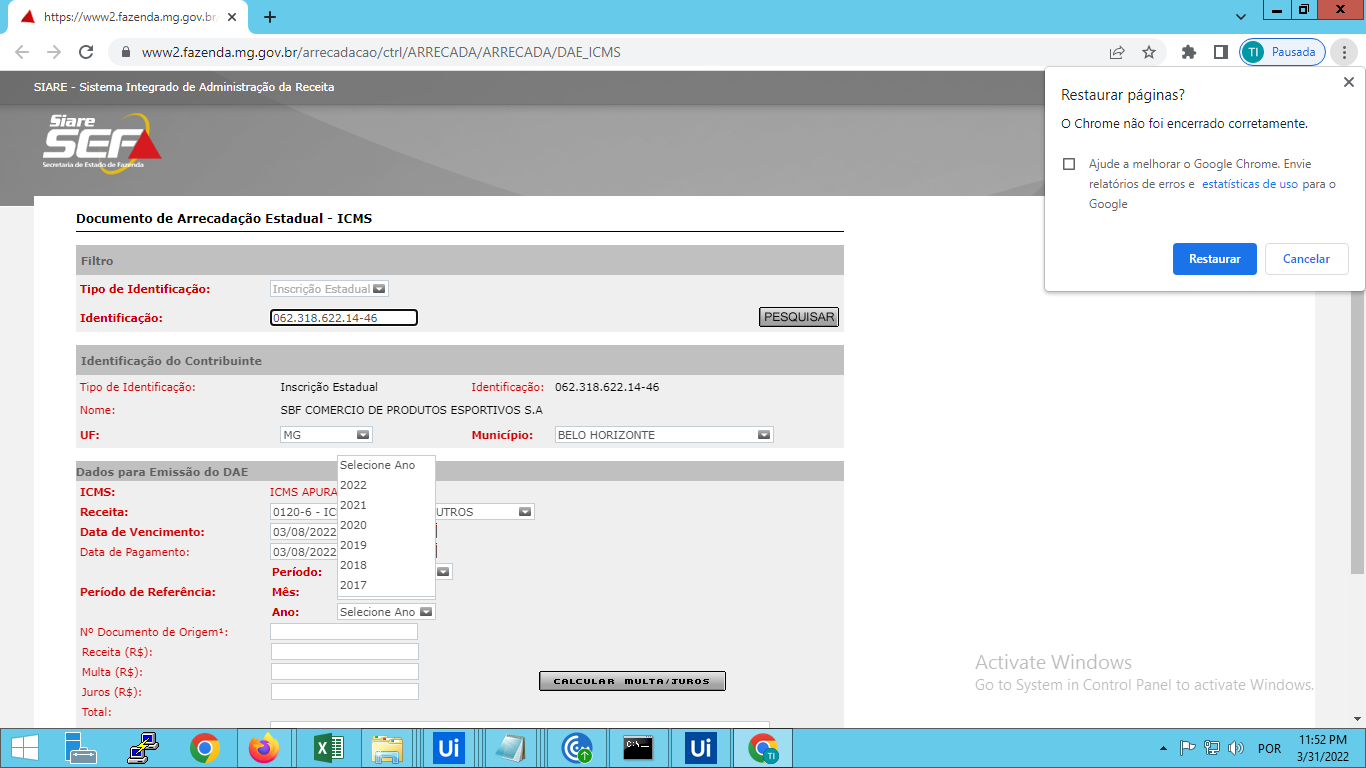 https://www2.fazenda.mg.gov.br/
www2.fazenda.mg.gov.br/arrecadacao/ctrl/ARRECADA/ARRECADA/DAE_ICMS
TI Pausada
SIARE - Sistema Integrado de Administração da Receita
Siare
SEF
Secretaria de Estado de Fazenda
Restaurar páginas?
O Chrome não foi encerrado corretamente.
Ajude a melhorar o Google Chrome. Envie
relatórios de erros e estatísticas de uso para o
Google
Restaurar Cancelar
Documento de Arrecadação Estadual - ICMS
Filtro
Tipo de Identificação: Inscrição Estadual
Identificação: 062.318.622.14-46 PESQUISAR
Identificação do Contribuinte
Tipo de Identificação: Inscrição Estadual Identificação: 062.318.622.14-46
Nome: SBF COMERCIO DE PRODUTOS ESPORTIVOS S.A
UF: MG Município: BELO HORIZONTE
Dados para Emissão do DAE
Selecione Ano
2022
2021
2020
2019
2018
2017
ICMS: ICMS APURA
Receita: 0120-6 - IC UTROS
Data de Vencimento: 03/08/2022
Data de Pagamento: 03/08/2022
Período:
Período de Referência: Mês:
Ano: Selecione Ano
Nº Documento de Origem¹:
Receita (R$):
Multa (R$):
CALCULAR MULTA/JUROS
Juros (R$):
Total:
Activate Windows
Go to System in Control Panel to activate Windows.
Ui
C:\_
Ui
TI
POR
11:52 PM
3/31/2022